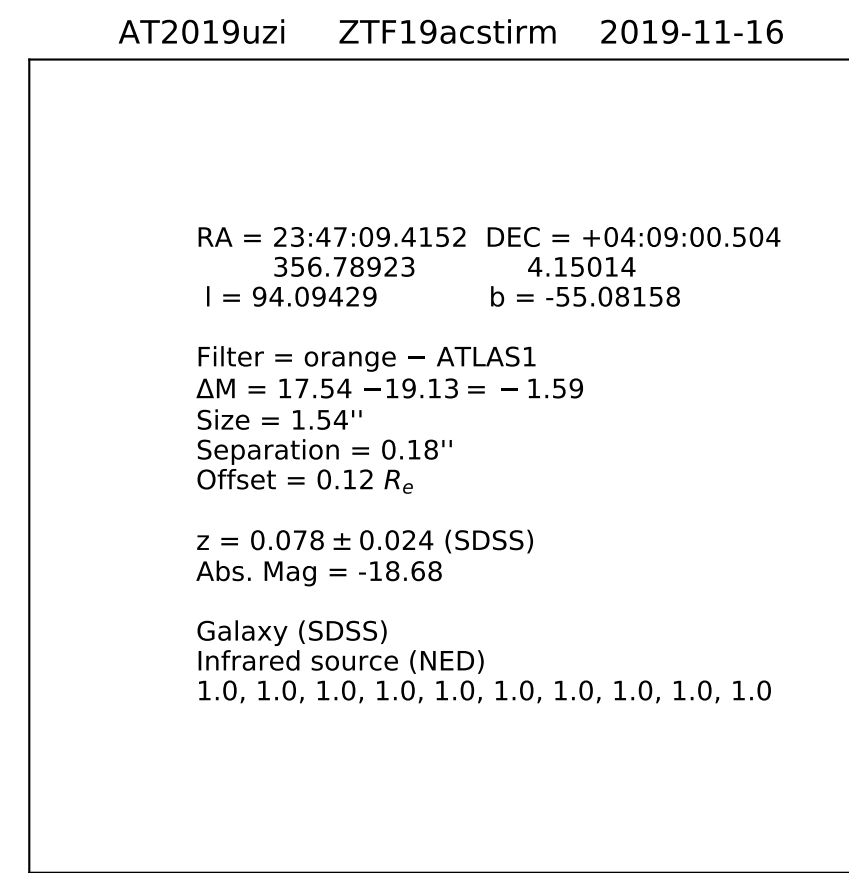 AT2019uzi ZTF19acstirm 2019-11-16
RA = 23:47:09.4152 DEC = +04:09:00.504
356.78923 4.15014
l = 94.09429 b = -55.08158
Filter = orange − ATLAS1
ΔM = 17.54 −19.13 = −1.59
Size = 1.54''
Separation = 0.18''
Offset = 0.12 Rₑ
z = 0.078 ± 0.024 (SDSS)
Abs. Mag = -18.68
Galaxy (SDSS)
Infrared source (NED)
1.0, 1.0, 1.0, 1.0, 1.0, 1.0, 1.0, 1.0, 1.0, 1.0